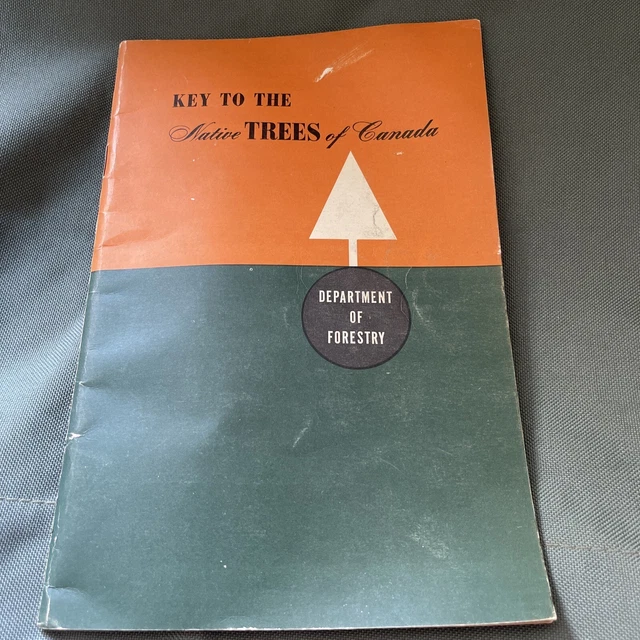 KEY TO THE
Native TREES of Canada
DEPARTMENT
OF
FORESTRY